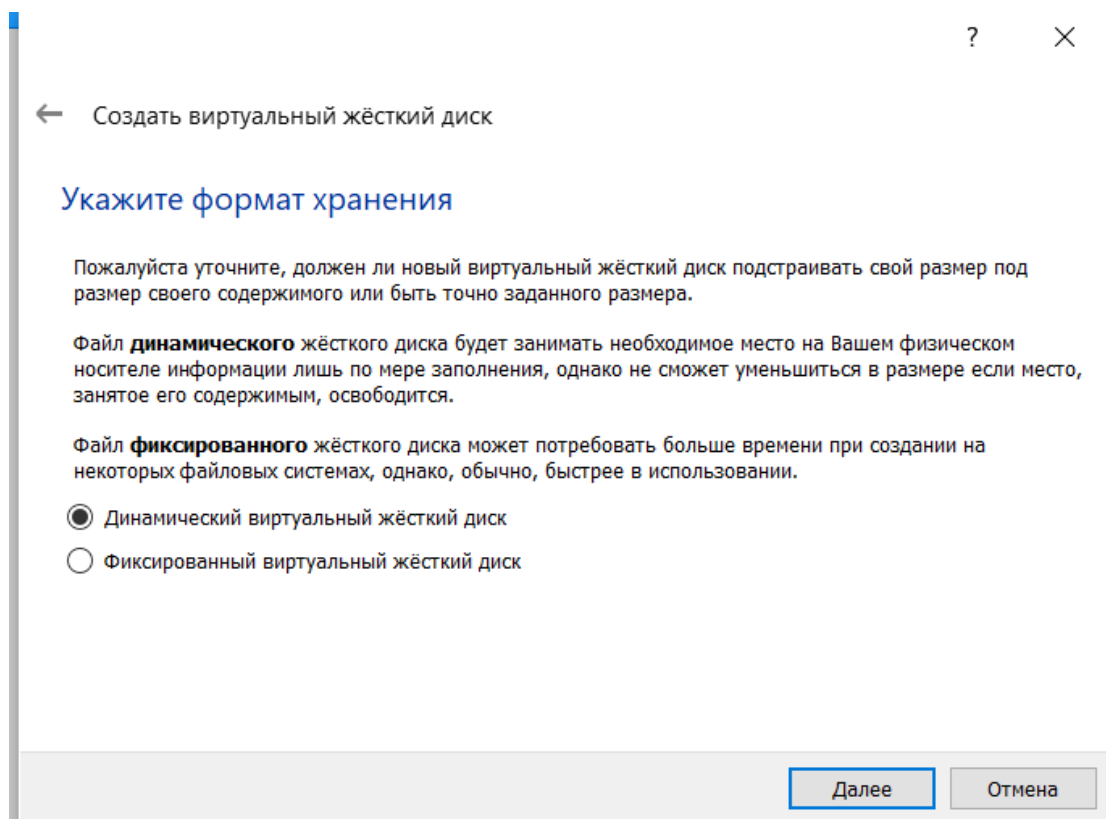 ?
Создать виртуальный жёсткий диск
Укажите формат хранения
Пожалуйста уточните, должен ли новый виртуальный жёсткий диск подстраивать свой размер под
размер своего содержимого или быть точно заданного размера.
Файл динамического жёсткого диска будет занимать необходимое место на Вашем физическом
носителе информации лишь по мере заполнения, однако не сможет уменьшиться в размере если место,
занятое его содержимым, освободится.
Файл фиксированного жёсткого диска может потребовать больше времени при создании на
некоторых файловых системах, однако, обычно, быстрее в использовании.
Динамический виртуальный жёсткий диск
Фиксированный виртуальный жёсткий диск
Далее Отмена